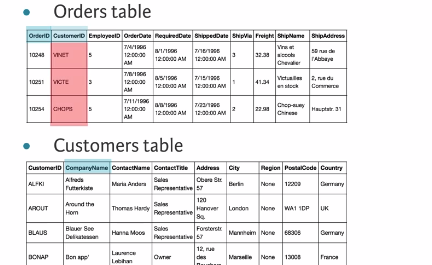 Orders table
OrderID CustomerID EmployeeID OrderDate RequiredDate ShippedDate ShipVia Freight ShipName ShipAddress
10248 VINET 5 7/4/1996 12:00:00 AM 8/1/1996 12:00:00 AM 7/16/1996 12:00:00 AM 3 32.38 Vins et alcools Chevalier 59 rue de l'Abbaye
10251 VICTE 3 7/8/1996 12:00:00 AM 8/5/1996 12:00:00 AM 7/15/1996 12:00:00 AM 1 41.34 Victuailles en stock 2, rue du Commerce
10254 CHOPS 5 7/11/1996 12:00:00 AM 8/8/1996 12:00:00 AM 7/23/1996 12:00:00 AM 2 22.98 Chop-suey Chinese Hauptstr. 31
Customers table
CustomerID CompanyName ContactName ContactTitle Address City Region PostalCode Country
ALFKI Alfreds Futterkiste Maria Anders Sales Representative Obere Str. 57 Berlin None 12209 Germany
AROUT Around the Horn Thomas Hardy Sales Representative 120 Hanover Sq. London None WA1 1DP UK
BLAUS Blauer See Delikatessen Hanna Moos Sales Representative Forsterstr. 57 Mannheim None 68306 Germany
BONAP Bon app' Laurence Lebihan Owner 12, rue des Marseille None 13008 France